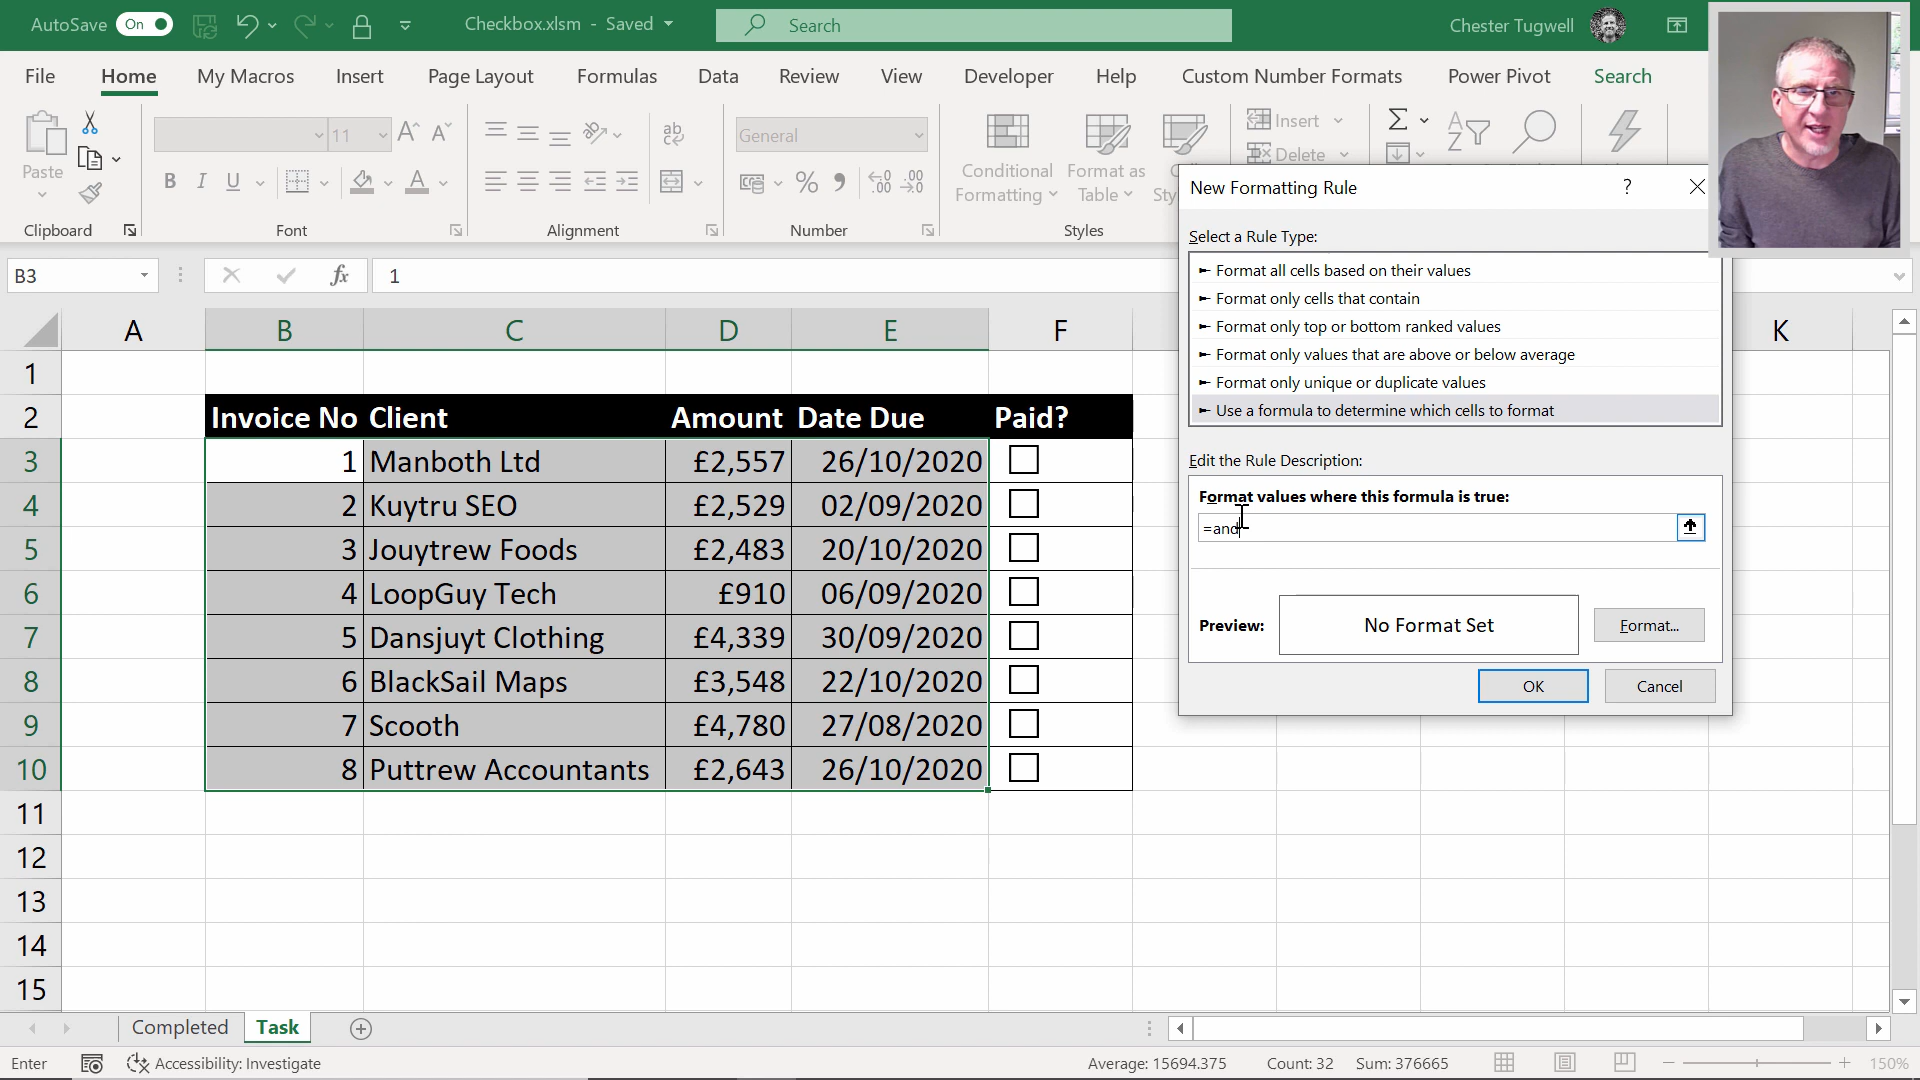 AutoSave On Checkbox.xlsm - Saved Search Chester Tugwell
File Home My Macros Insert Page Layout Formulas Data Review View Developer Help Custom Number Formats Power Pivot Search
Paste
11
B I U A
ab
General
% 9
Conditional Formatting
Format as Table
Insert
Delete
Clipboard Font Alignment Number Styles
B3 fx 1
A B C D E F K
1
2 Invoice No Client Amount Date Due Paid?
3 1 Manboth Ltd £2,557 26/10/2020
4 2 Kuytru SEO £2,529 02/09/2020
5 3 Jouytrew Foods £2,483 20/10/2020
6 4 LoopGuy Tech £910 06/09/2020
7 5 Dansjuyt Clothing £4,339 30/09/2020
8 6 BlackSail Maps £3,548 22/10/2020
9 7 Scooth £4,780 27/08/2020
10 8 Puttrew Accountants £2,643 26/10/2020
11
12
13
14
15
New Formatting Rule ?
Select a Rule Type:
► Format all cells based on their values
► Format only cells that contain
► Format only top or bottom ranked values
► Format only values that are above or below average
► Format only unique or duplicate values
► Use a formula to determine which cells to format
Edit the Rule Description:
Format values where this formula is true:
=and
Preview: No Format Set Format...
OK Cancel
Completed Task
Enter Accessibility: Investigate Average: 15694.375 Count: 32 Sum: 376665 150%